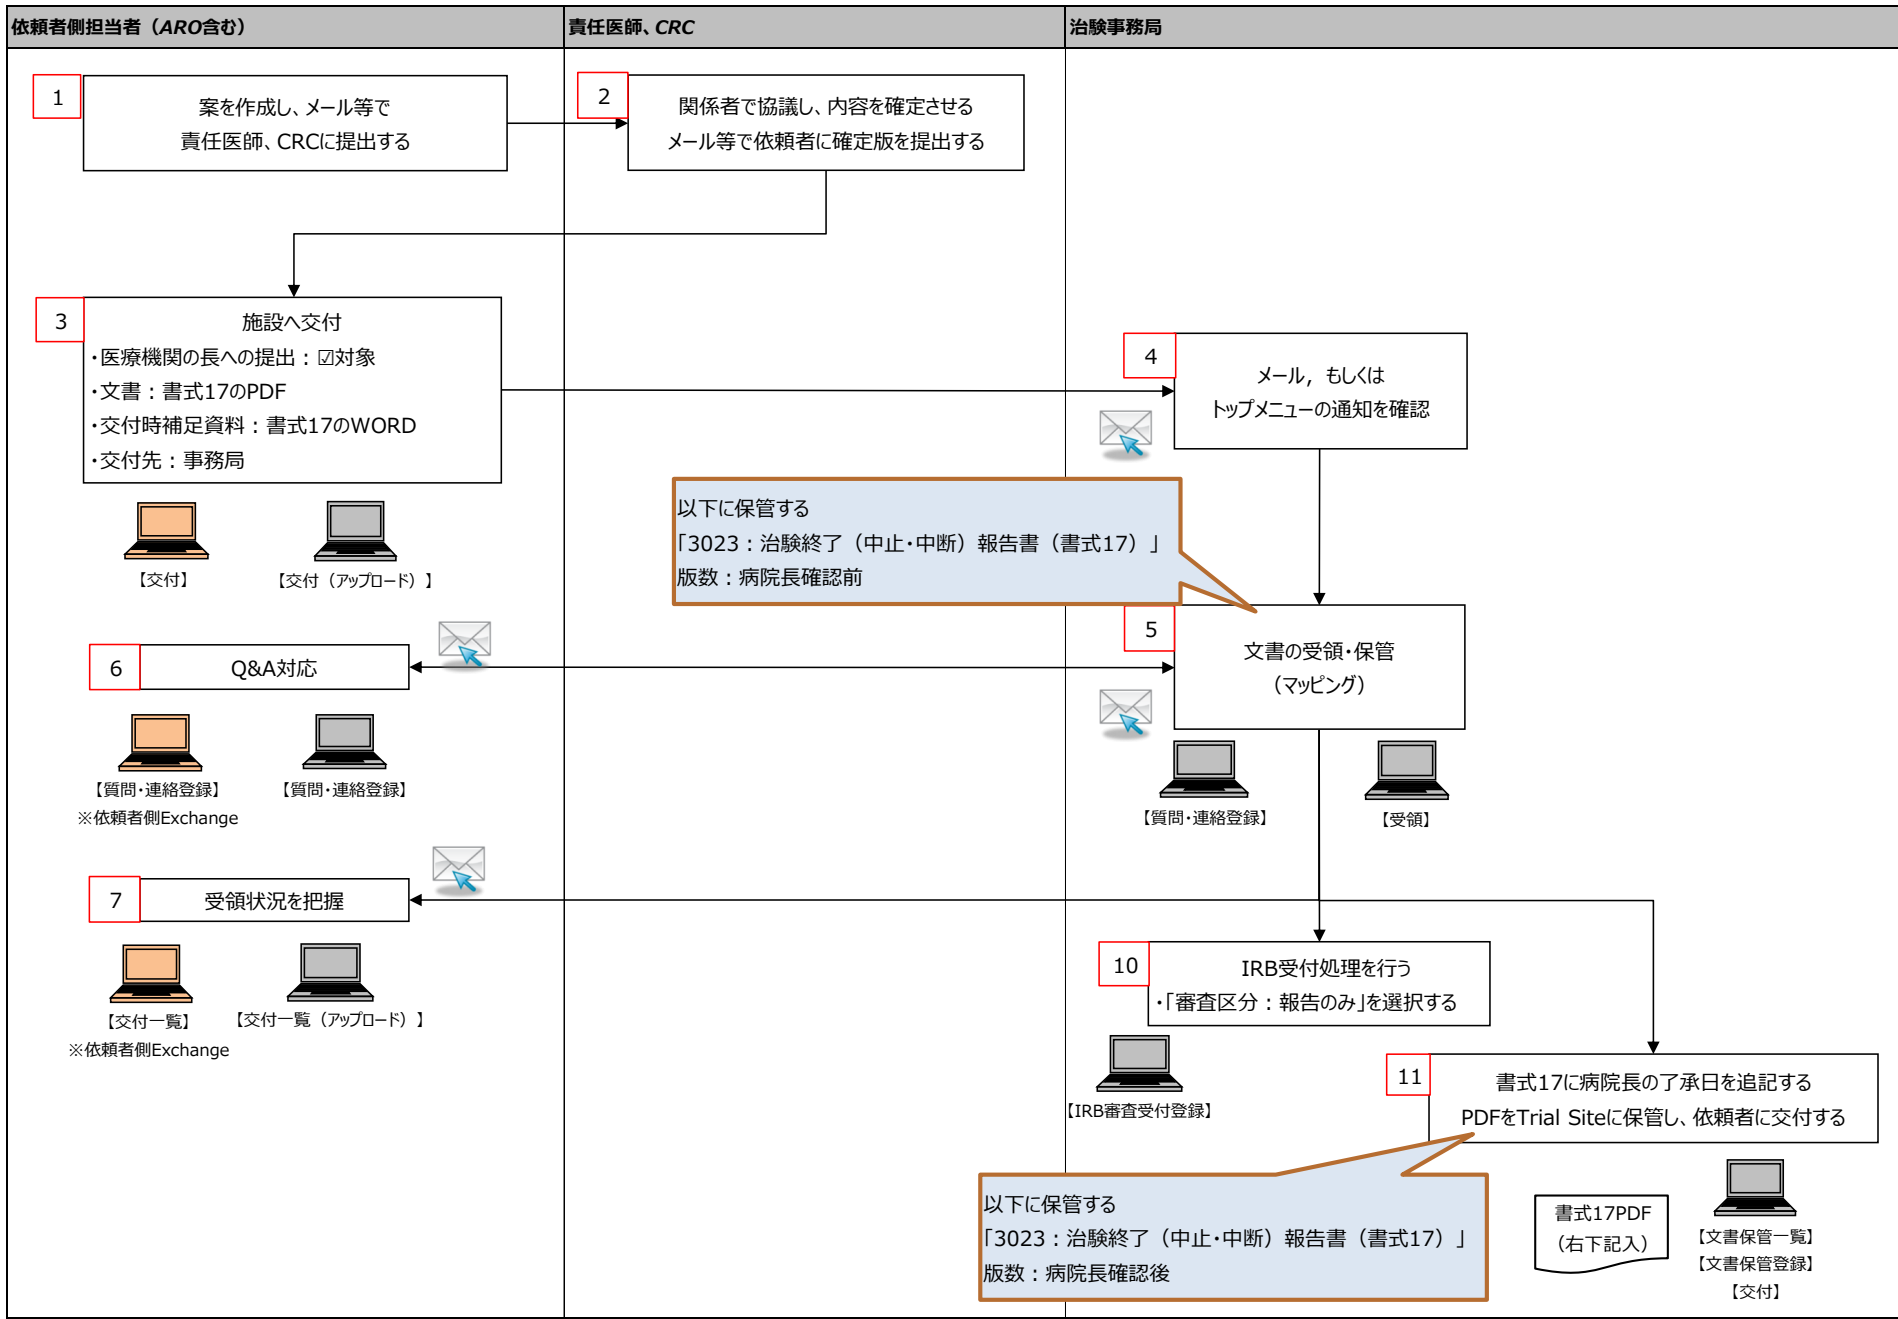 依頼者側担当者（ARO含む）
責任医師、CRC
治験事務局
1
案を作成し、メール等で
責任医師、CRCに提出する
2
関係者で協議し、内容を確定させる
メール等で依頼者に確定版を提出する
3
施設へ交付
・医療機関の長への提出：☑対象
・文書：書式17のPDF
・交付時補足資料：書式17のWORD
・交付先：事務局
【交付】
【交付（アップロード）】
4
メール，もしくは
トップメニューの通知を確認
以下に保管する
「3023：治験終了（中止・中断）報告書（書式17）」
版数：病院長確認前
5
文書の受領・保管
（マッピング）
【質問・連絡登録】
【受領】
6
Q&A対応
【質問・連絡登録】
※依頼者側Exchange
【質問・連絡登録】
7
受領状況を把握
【交付一覧】
※依頼者側Exchange
【交付一覧（アップロード）】
10
IRB受付処理を行う
・「審査区分：報告のみ」を選択する
【IRB審査受付登録】
11
書式17に病院長の了承日を追記する
PDFをTrial Siteに保管し、依頼者に交付する
以下に保管する
「3023：治験終了（中止・中断）報告書（書式17）」
版数：病院長確認後
書式17PDF
（右下記入）
【文書保管一覧】
【文書保管登録】
【交付】